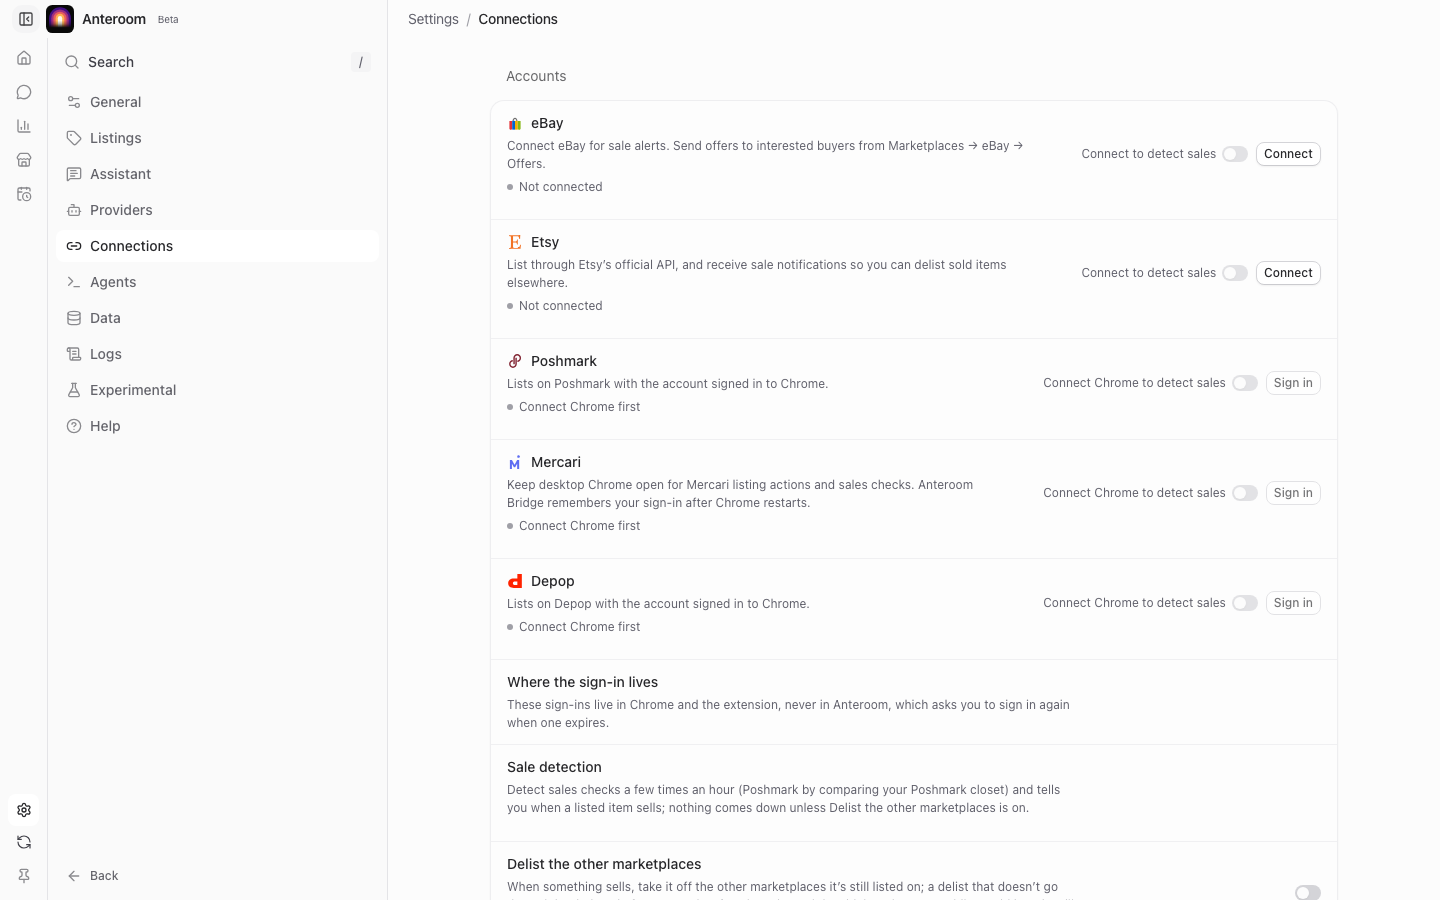 Anteroom Beta
Settings / Connections
Search /
General
Listings
Assistant
Providers
Connections
Agents
Data
Logs
Experimental
Help
Back
Accounts
eBay
Connect eBay for sale alerts. Send offers to interested buyers from Marketplaces → eBay →
Offers.
Not connected
Connect to detect sales
Connect
Etsy
List through Etsy’s official API, and receive sale notifications so you can delist sold items
elsewhere.
Not connected
Connect to detect sales
Connect
Poshmark
Lists on Poshmark with the account signed in to Chrome.
Connect Chrome first
Connect Chrome to detect sales
Sign in
Mercari
Keep desktop Chrome open for Mercari listing actions and sales checks. Anteroom
Bridge remembers your sign-in after Chrome restarts.
Connect Chrome first
Connect Chrome to detect sales
Sign in
Depop
Lists on Depop with the account signed in to Chrome.
Connect Chrome first
Connect Chrome to detect sales
Sign in
Where the sign-in lives
These sign-ins live in Chrome and the extension, never in Anteroom, which asks you to sign in again
when one expires.
Sale detection
Detect sales checks a few times an hour (Poshmark by comparing your Poshmark closet) and tells
you when a listed item sells; nothing comes down unless Delist the other marketplaces is on.
Delist the other marketplaces
When something sells, take it off the other marketplaces it’s still listed on; a delist that doesn’t go